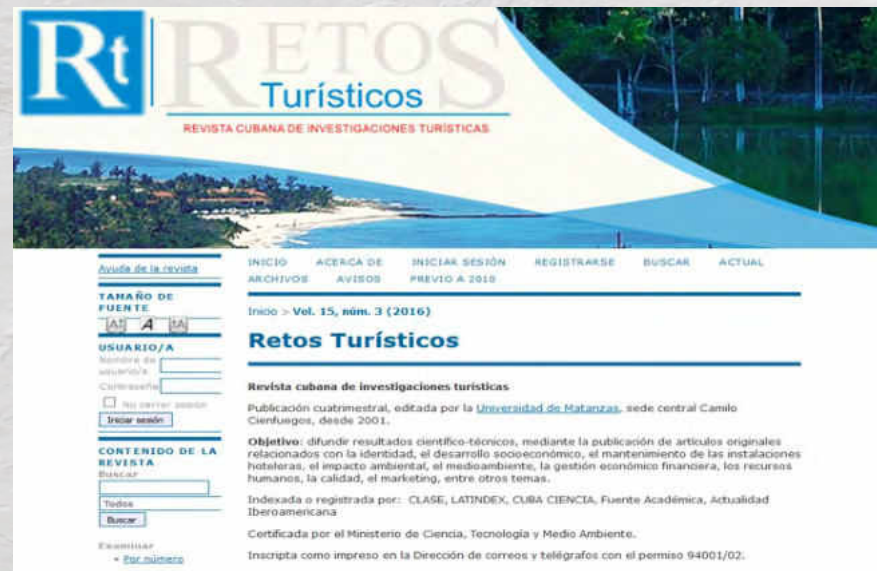 Rt
RETOS
Turísticos
REVISTA CUBANA DE INVESTIGACIONES TURÍSTICAS
Ayuda de la revista
TAMAÑO DE
FUENTE
USUARIO/A
Nombre de
usuario/a
Contraseña
No cerrar sesión
Iniciar sesión
CONTENIDO DE LA
REVISTA
Buscar
Todos
Buscar
Examinar
Por número
INICIO ACERCA DE INICIAR SESIÓN REGISTRARSE BUSCAR ACTUAL
ARCHIVOS AVISOS PREVIO A 2010
Inicio > Vol. 15, núm. 3 (2016)
Retos Turísticos
Revista cubana de investigaciones turísticas
Publicación cuatrimestral, editada por la Universidad de Matanzas, sede central Camilo
Cienfuegos, desde 2001.
Objetivo: difundir resultados científico-técnicos, mediante la publicación de artículos originales
relacionados con la identidad, el desarrollo socioeconómico, el mantenimiento de las instalaciones
hoteleras, el impacto ambiental, el medioambiente, la gestión económico financiera, los recursos
humanos, la calidad, el marketing, entre otros temas.
Indexada o registrada por: CLASE, LATINDEX, CUBA CIENCIA, Fuente Académica, Actualidad
Iberoamericana
Certificada por el Ministerio de Ciencia, Tecnología y Medio Ambiente.
Inscripta como impreso en la Dirección de correos y telégrafos con el permiso 94001/02.